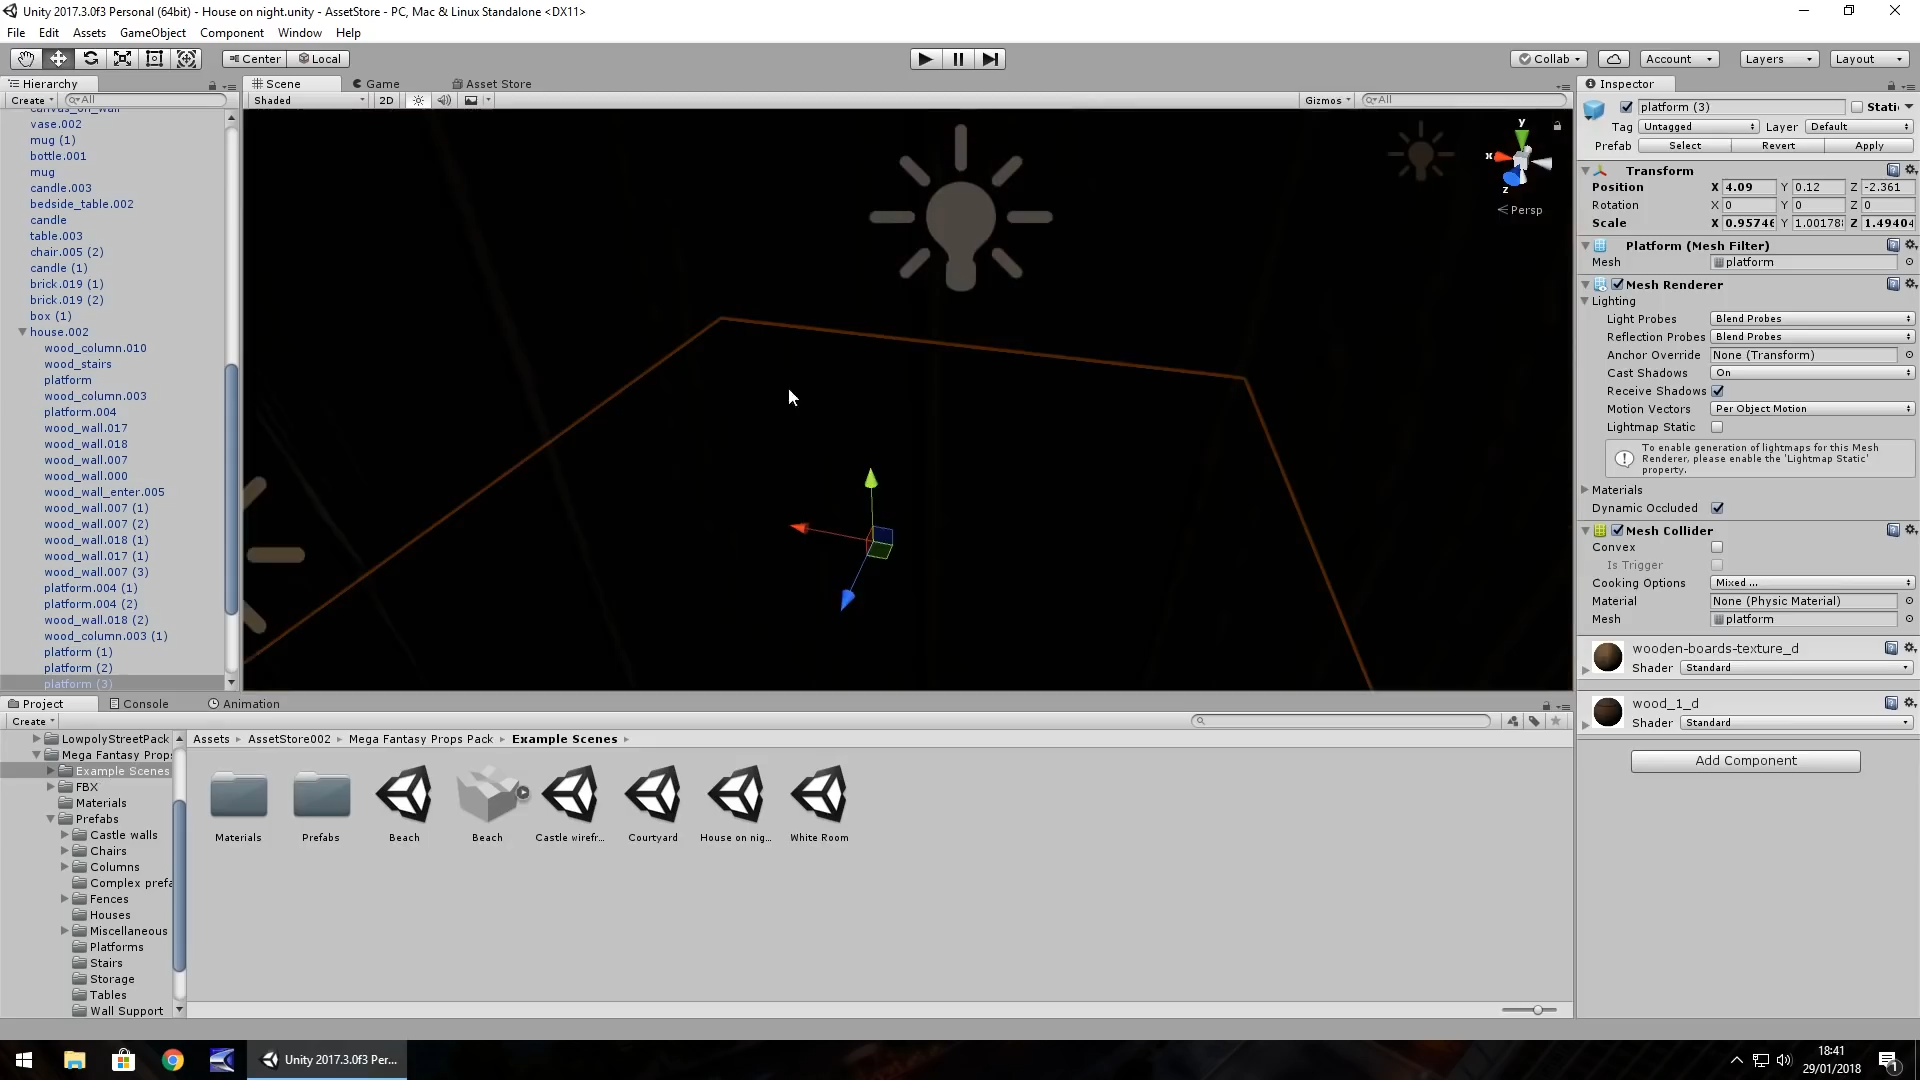 Unity 2017.3.0f3 Personal (64bit) - House on night.unity - AssetStore - PC, Mac & Linux Standalone <DX11>
File Edit Assets GameObject Component Window Help
Center Local Collab Account Layers Layout
Hierarchy
Create All
vase.002
mug (1)
bottle.001
mug
candle.003
bedside_table.002
candle
table.003
chair.005 (2)
candle (1)
brick.019 (1)
brick.019 (2)
box (1)
house.002
wood_column.010
wood_stairs
platform
wood_column.003
platform.004
wood_wall.017
wood_wall.018
wood_wall.007
wood_wall.000
wood_wall_enter.005
wood_wall.007 (1)
wood_wall.007 (2)
wood_wall.018 (1)
wood_wall.017 (1)
wood_wall.007 (3)
platform.004 (1)
platform.004 (2)
wood_wall.018 (2)
wood_column.003 (1)
platform (1)
platform (2)
platform (3)
Scene Game Asset Store
Shaded 2D Gizmos All
y
x
z
Persp
Inspector
platform (3) Stati
Tag Untagged Layer Default
Prefab Select Revert Apply
Transform
Position X 4.09 Y 0.12 Z -2.361
Rotation X 0 Y 0 Z 0
Scale X 0.95746 Y 1.00178 Z 1.49404
Platform (Mesh Filter)
Mesh platform
Mesh Renderer
Lighting
Light Probes Blend Probes
Reflection Probes Blend Probes
Anchor Override None (Transform)
Cast Shadows On
Receive Shadows
Motion Vectors Per Object Motion
Lightmap Static
To enable generation of lightmaps for this Mesh
Renderer, please enable the 'Lightmap Static'
property.
Materials
Dynamic Occluded
Mesh Collider
Convex
Is Trigger
Cooking Options Mixed ...
Material None (Physic Material)
Mesh platform
wooden-boards-texture_d
Shader Standard
wood_1_d
Shader Standard
Add Component
Project Console Animation
Create
LowpolyStreetPack
Mega Fantasy Props
Example Scenes
FBX
Materials
Prefabs
Castle walls
Chairs
Columns
Complex prefa
Fences
Houses
Miscellaneous
Platforms
Stairs
Storage
Tables
Wall Support
Assets AssetStore002 Mega Fantasy Props Pack Example Scenes
Materials Prefabs Beach Beach Castle wirefr... Courtyard House on nig... White Room
Unity 2017.3.0f3 Per...
18:41
29/01/2018
1